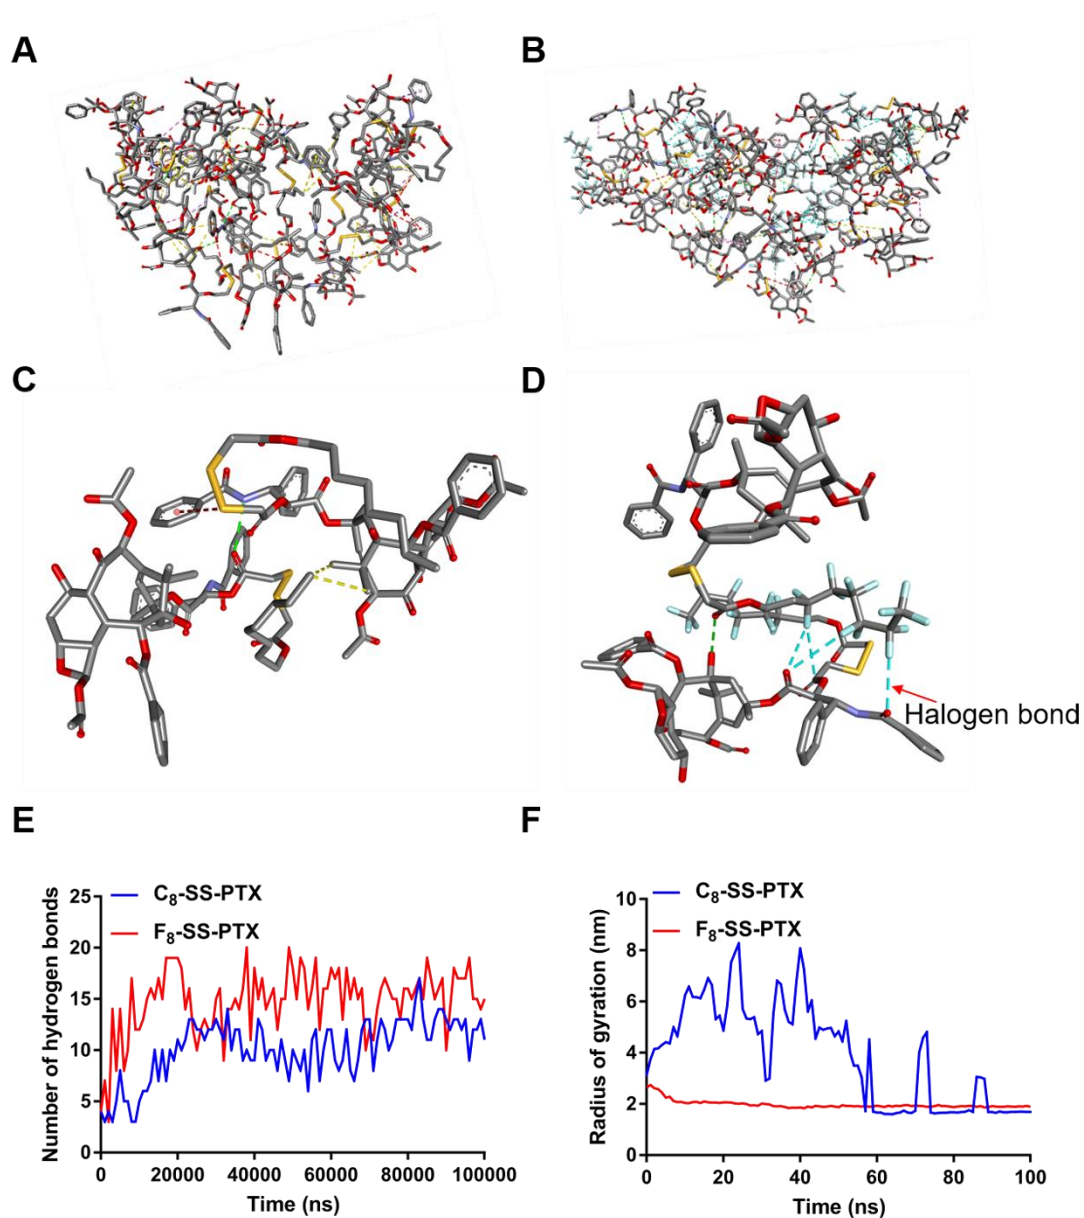 A
B
C
D
Halogen bond
E
F
C₈-SS-PTX
F₈-SS-PTX
Number of hydrogen bonds
25
20
15
10
5
0
0
20000
40000
60000
80000
100000
Time (ns)
C₈-SS-PTX
F₈-SS-PTX
Radius of gyration (nm)
10
8
6
4
2
0
0
20
40
60
80
100
Time (ns)